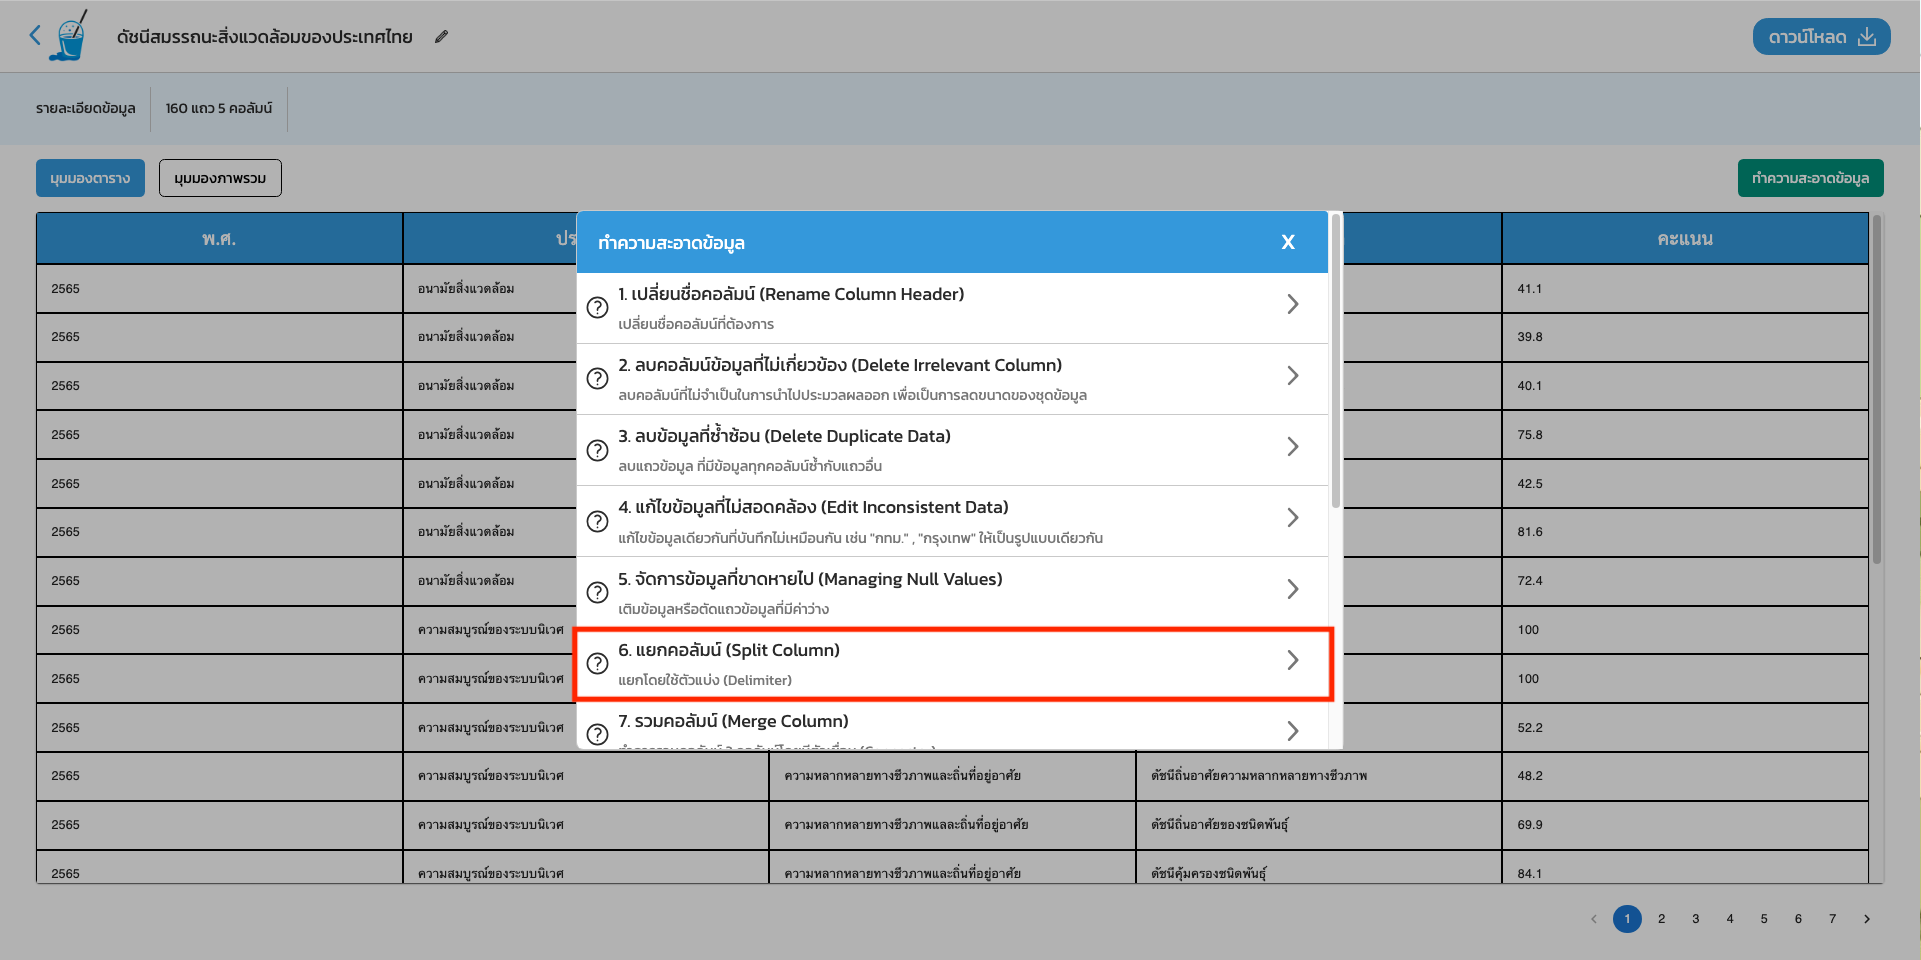 ดัชนีสมรรถนะสิ่งแวดล้อมของประเทศไทย
ดาวน์โหลด
รายละเอียดข้อมูล
160 แถว 5 คอลัมน์
มุมมองตาราง
มุมมองภาพรวม
ทำความสะอาดข้อมูล
พ.ศ. คะแนน
ทำความสะอาดข้อมูล X
1. เปลี่ยนชื่อคอลัมน์ (Rename Column Header)
เปลี่ยนชื่อคอลัมน์ที่ต้องการ
2. ลบคอลัมน์ข้อมูลที่ไม่เกี่ยวข้อง (Delete Irrelevant Column)
ลบคอลัมน์ที่ไม่จำเป็นในการนำไปประมวลผลออก เพื่อเป็นการลดขนาดของชุดข้อมูล
3. ลบข้อมูลที่ซ้ำซ้อน (Delete Duplicate Data)
ลบแถวข้อมูล ที่มีข้อมูลทุกคอลัมน์ซ้ำกับแถวอื่น
4. แก้ไขข้อมูลที่ไม่สอดคล้อง (Edit Inconsistent Data)
แก้ไขข้อมูลเดียวกันที่บันทึกไม่เหมือนกัน เช่น "กทม." , "กรุงเทพ" ให้เป็นรูปแบบเดียวกัน
5. จัดการข้อมูลที่ขาดหายไป (Managing Null Values)
เติมข้อมูลหรือตัดแถวข้อมูลที่มีค่าว่าง
6. แยกคอลัมน์ (Split Column)
แยกโดยใช้ตัวแบ่ง (Delimiter)
7. รวมคอลัมน์ (Merge Column)
2565 อนามัยสิ่งแวดล้อม 41.1
2565 อนามัยสิ่งแวดล้อม 39.8
2565 อนามัยสิ่งแวดล้อม 40.1
2565 อนามัยสิ่งแวดล้อม 75.8
2565 อนามัยสิ่งแวดล้อม 42.5
2565 อนามัยสิ่งแวดล้อม 81.6
2565 อนามัยสิ่งแวดล้อม 72.4
2565 ความสมบูรณ์ของระบบนิเวศ 100
2565 ความสมบูรณ์ของระบบนิเวศ 100
2565 ความสมบูรณ์ของระบบนิเวศ 52.2
2565 ความสมบูรณ์ของระบบนิเวศ ความหลากหลายทางชีวภาพและถิ่นที่อยู่อาศัย ดัชนีถิ่นอาศัยความหลากหลายทางชีวภาพ 48.2
2565 ความสมบูรณ์ของระบบนิเวศ ความหลากหลายทางชีวภาพแลละถิ่นที่อยู่อาศัย ดัชนีถิ่นอาศัยของชนิดพันธุ์ 69.9
2565 ความสมบูรณ์ของระบบนิเวศ ความหลากหลายทางชีวภาพและถิ่นที่อยู่อาศัย ดัชนีคุ้มครองชนิดพันธุ์ 84.1
1 2 3 4 5 6 7